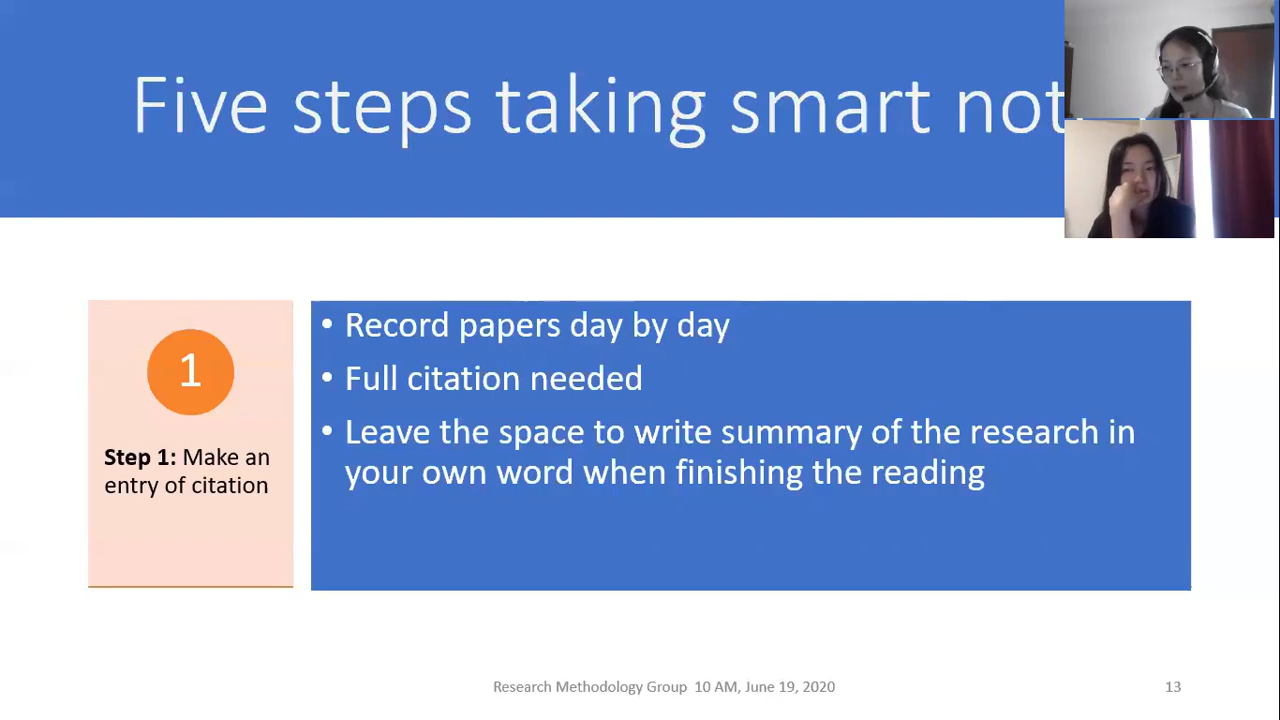 Five steps taking smart not
1
Step 1: Make an
entry of citation
• Record papers day by day
• Full citation needed
• Leave the space to write summary of the research in
your own word when finishing the reading
Research Methodology Group 10 AM, June 19, 2020
13